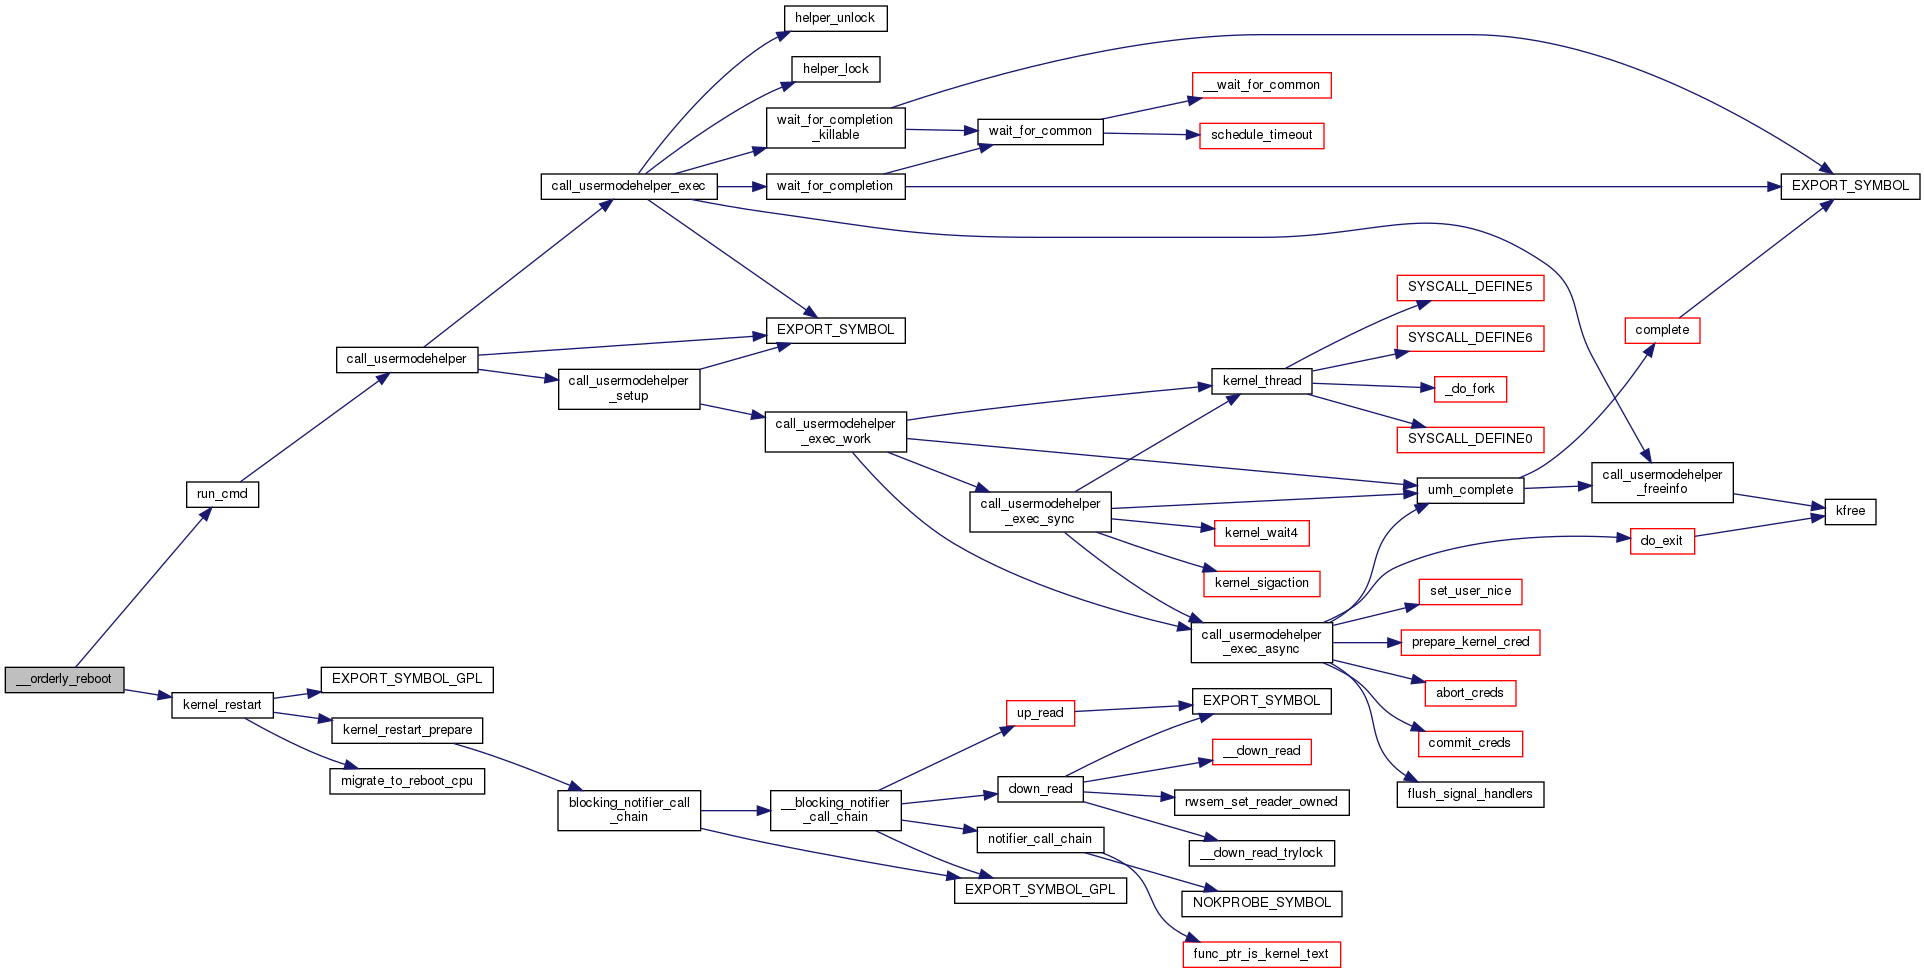 helper_unlock
helper_lock
__wait_for_common
wait_for_completion
_killable
wait_for_common
schedule_timeout
call_usermodehelper_exec
wait_for_completion
EXPORT_SYMBOL
SYSCALL_DEFINE5
EXPORT_SYMBOL
complete
SYSCALL_DEFINE6
call_usermodehelper
call_usermodehelper
_setup
kernel_thread
_do_fork
call_usermodehelper
_exec_work
SYSCALL_DEFINE0
run_cmd
call_usermodehelper
_exec_sync
umh_complete
call_usermodehelper
_freeinfo
kfree
kernel_wait4
do_exit
kernel_sigaction
set_user_nice
call_usermodehelper
_exec_async
prepare_kernel_cred
__orderly_reboot
EXPORT_SYMBOL_GPL
abort_creds
kernel_restart
EXPORT_SYMBOL
up_read
kernel_restart_prepare
commit_creds
__down_read
migrate_to_reboot_cpu
down_read
flush_signal_handlers
rwsem_set_reader_owned
blocking_notifier_call
_chain
__blocking_notifier
_call_chain
notifier_call_chain
__down_read_trylock
EXPORT_SYMBOL_GPL
NOKPROBE_SYMBOL
func_ptr_is_kernel_text